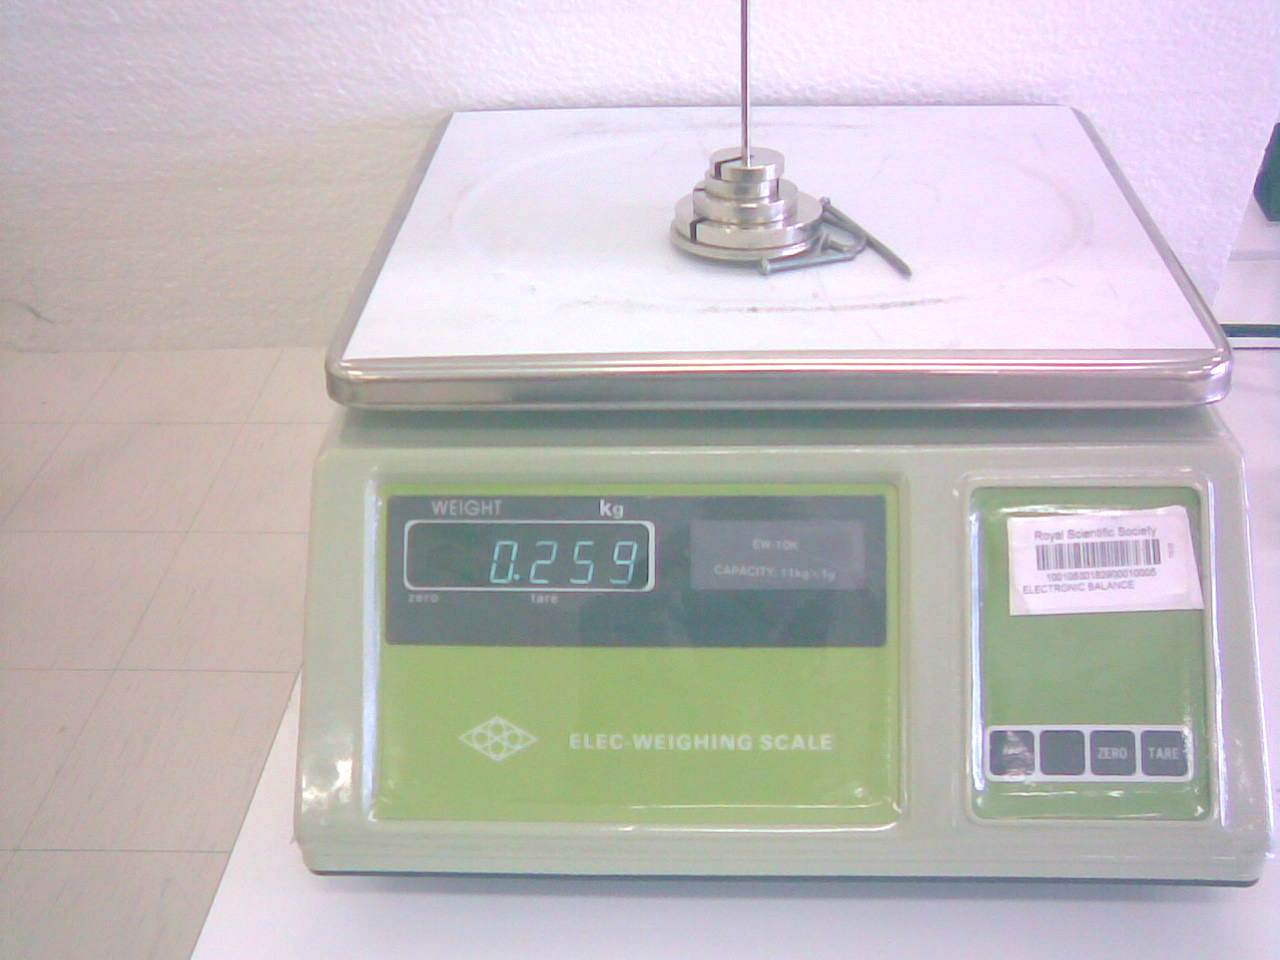 WEIGHT kg
0.259
zero tare
EW-10K
CAPACITY: 11kg × 1g
ELEC-WEIGHING SCALE
Royal Scientific Society
ELECTRONIC BALANCE
ZERO TARE